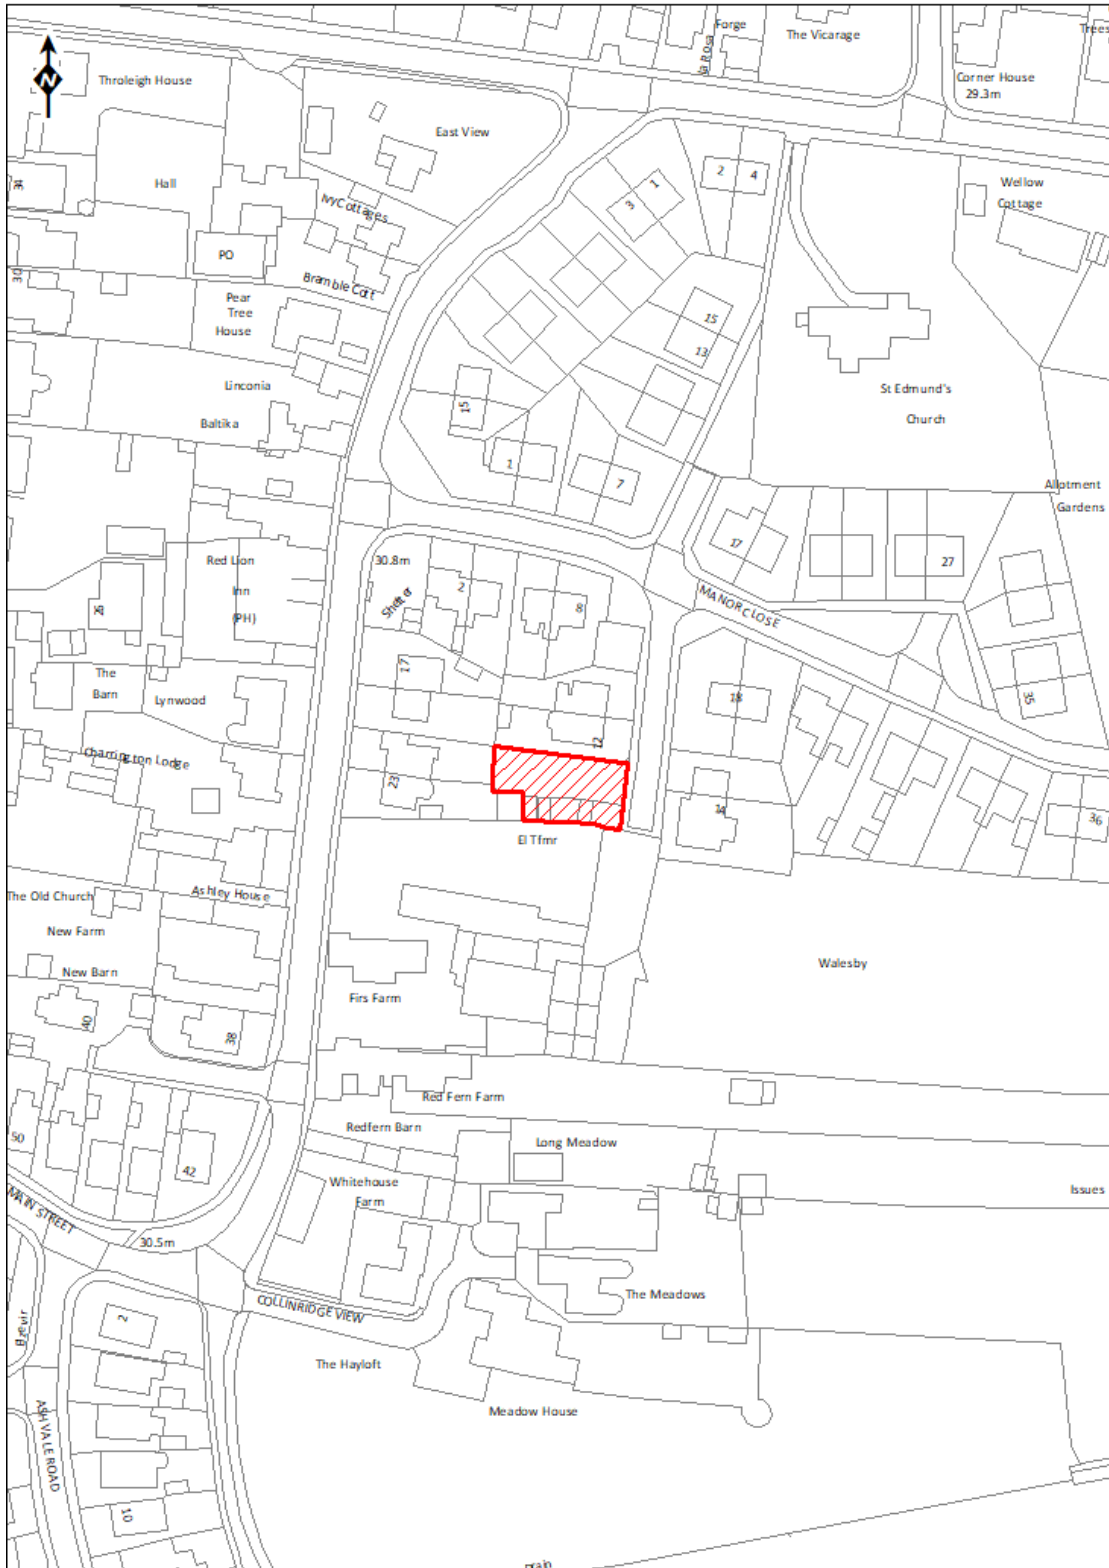 N
Forge
The Vicarage
Trees
Throleigh House
Corner House
29.3m
East View
2
4
1
3
Hall
Wellow
Cottage
34
Ivy Cottages
PO
30
Bramble Cott
Pear
Tree
House
15
13
Linconia
St Edmund's
Church
15
Baltika
1
7
Allotment
Gardens
17
Red Lion
Inn
(PH)
30.8m
27
2
8
Shelter
MANOR CLOSE
17
The
Barn
Lynwood
18
35
12
Charrington Lodge
23
14
36
El Tfmr
The Old Church
Ashley House
New Farm
New Barn
Walesby
Firs Farm
40
38
Red Fern Farm
Redfern Barn
Long Meadow
50
42
Whitehouse
Farm
Issues
MAIN STREET
30.5m
COLLINRIDGE VIEW
The Meadows
2
The Hayloft
Meadow House
ASH VALE ROAD
10
Drain